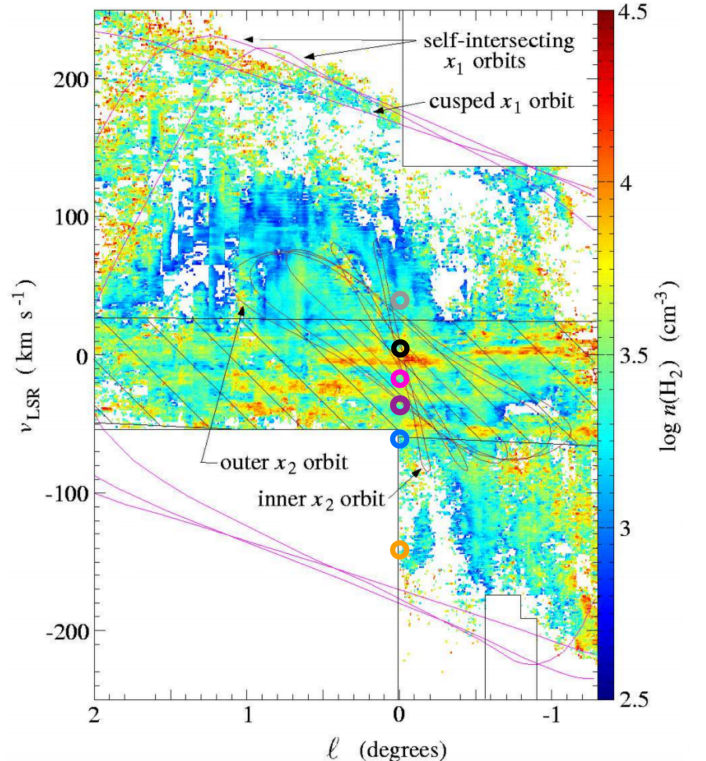 4.5
200
self-intersecting
x₁ orbits
cusped x₁ orbit
4
100
v_LSR (km s⁻¹)
0
3.5
log n(H₂) (cm⁻³)
outer x₂ orbit
inner x₂ orbit
-100
3
-200
2.5
2
1
0
-1
ℓ (degrees)